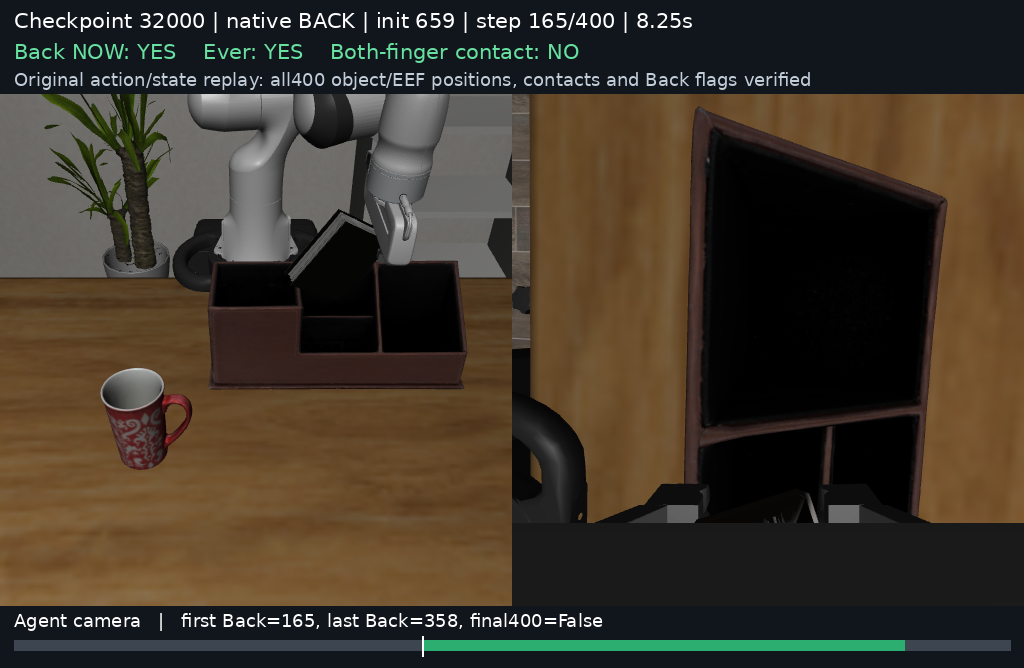 Checkpoint 32000 | native BACK | init 659 | step 165/400 | 8.25s
Back NOW: YES    Ever: YES    Both-finger contact: NO
Original action/state replay: all400 object/EEF positions, contacts and Back flags verified
Agent camera   |   first Back=165, last Back=358, final400=False